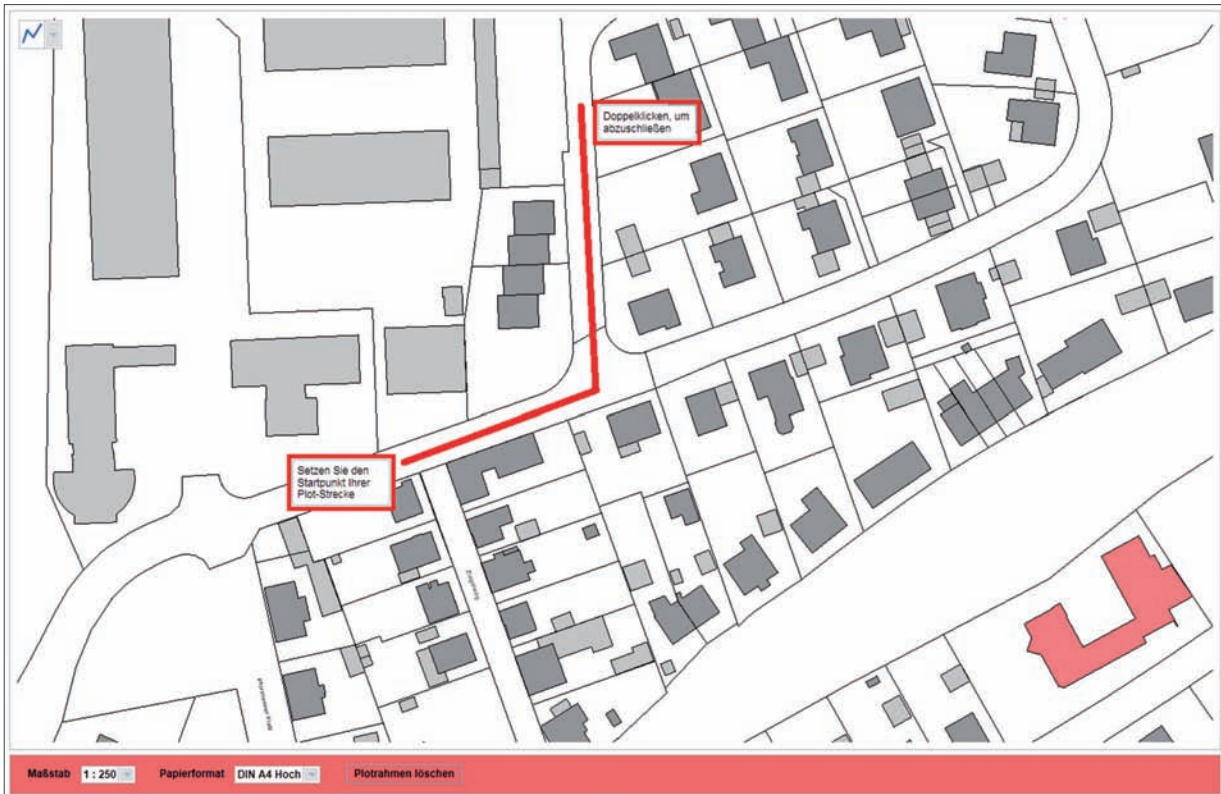 Doppelklicken, um
abzuschließen
Setzen Sie den
Startpunkt Ihrer
Plot-Strecke
Maßstab 1 : 250 Papierformat DIN A4 Hoch Plotrahmen löschen